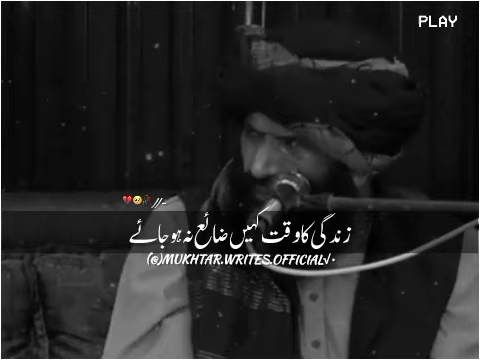 PLAY
💔🥺🥀//-
زندگی کا وقت کہیں ضائع نہ ہو جائے
(@)MUKHTAR.WRITES.OFFICIAL√·